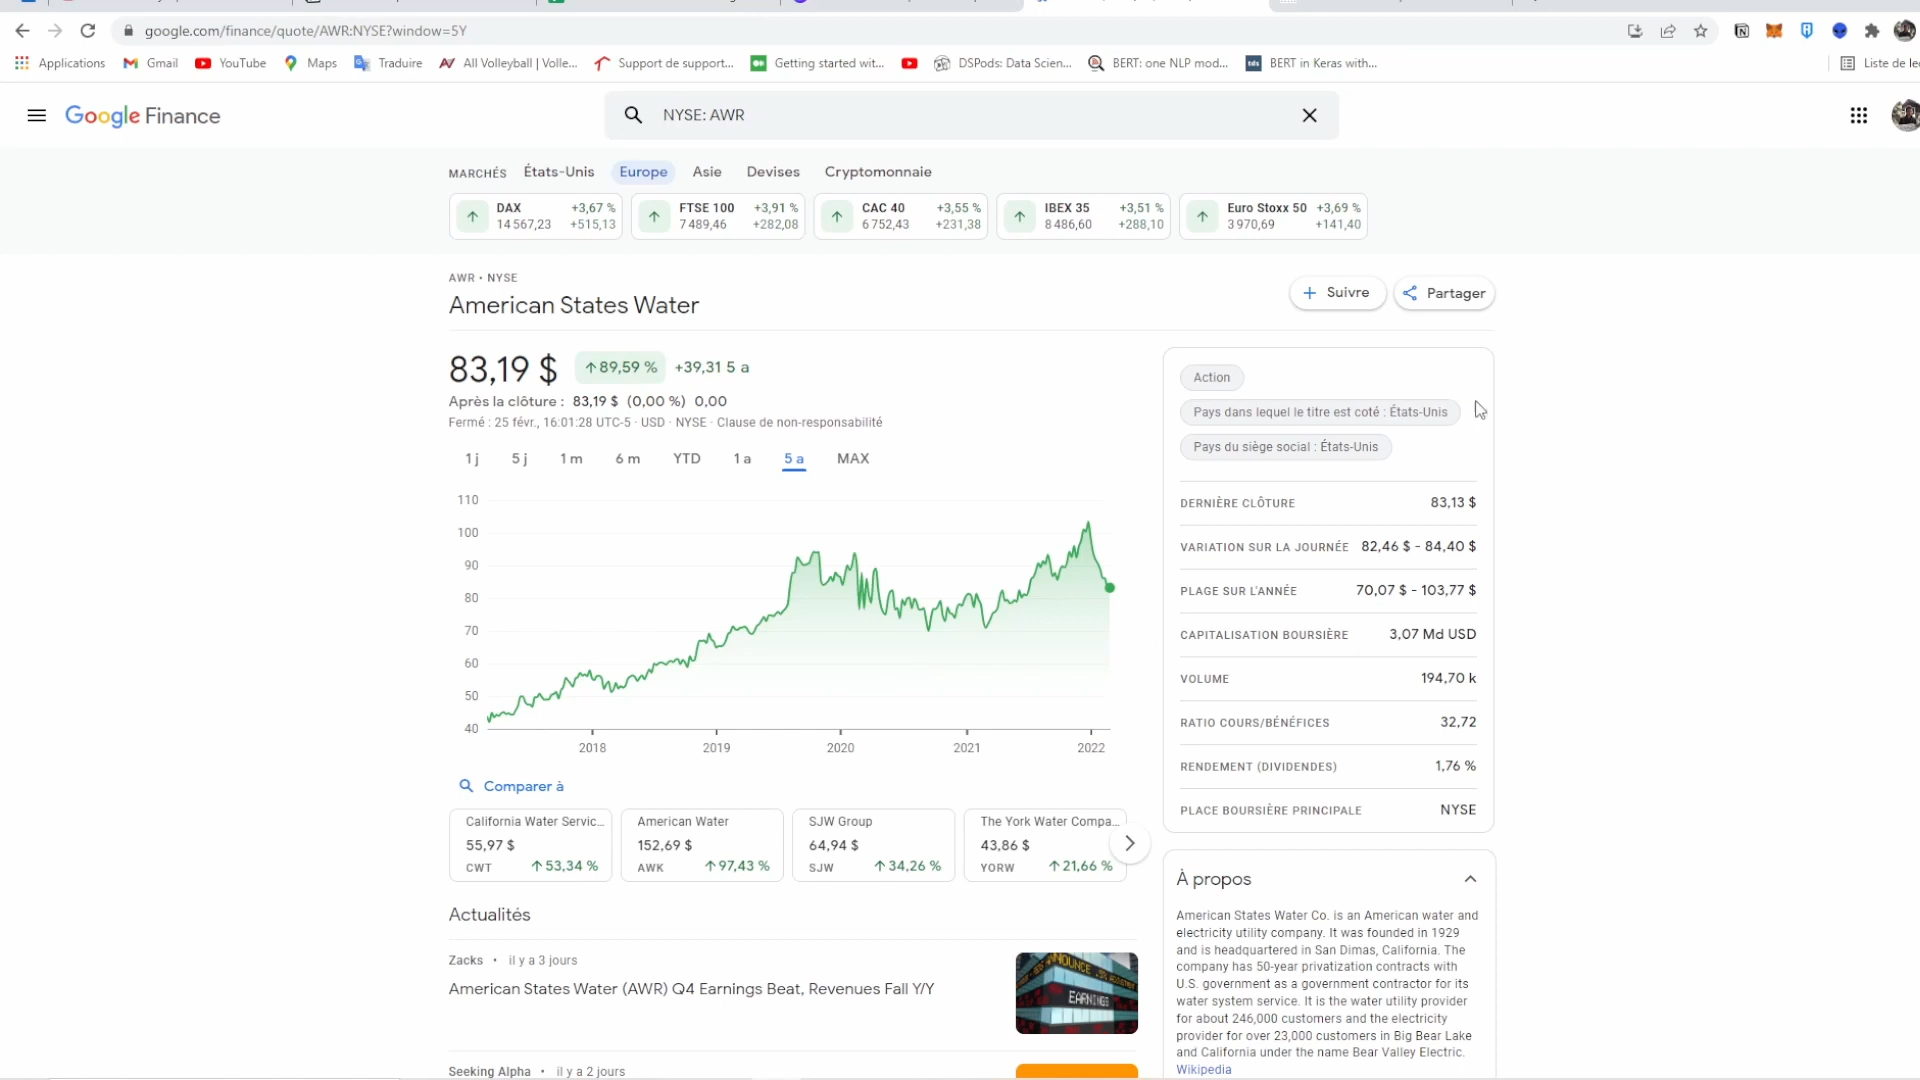 google.com/finance/quote/AWR:NYSE?window=5Y
Applications Gmail YouTube Maps Traduire All Volleyball | Volle... Support de support... Getting started wit... DSPods: Data Scien... BERT: one NLP mod... BERT in Keras with... Liste de le
Google Finance
NYSE: AWR
MARCHÉS États-Unis Europe Asie Devises Cryptomonnaie
DAX +3,67 % FTSE 100 +3,91 % CAC 40 +3,55 % IBEX 35 +3,51 % Euro Stoxx 50 +3,69 %
14 567,23 +515,13 7 489,46 +282,08 6 752,43 +231,38 8 486,60 +288,10 3 970,69 +141,40
AWR • NYSE
American States Water
+ Suivre Partager
83,19 $ ↑89,59 % +39,31 5 a
Après la clôture : 83,19 $ (0,00 %) 0,00
Fermé : 25 févr., 16:01:28 UTC-5 · USD · NYSE · Clause de non-responsabilité
1 j 5 j 1 m 6 m YTD 1 a 5 a MAX
110
100
90
80
70
60
50
40
2018 2019 2020 2021 2022
Comparer à
California Water Servic...
55,97 $
CWT ↑53,34 %
American Water
152,69 $
AWK ↑97,43 %
SJW Group
64,94 $
SJW ↑34,26 %
The York Water Compa...
43,86 $
YORW ↑21,66 %
Actualités
Zacks • il y a 3 jours
American States Water (AWR) Q4 Earnings Beat, Revenues Fall Y/Y
EARNINGS
Seeking Alpha • il y a 2 jours
Action
Pays dans lequel le titre est coté : États-Unis
Pays du siège social : États-Unis
DERNIÈRE CLÔTURE 83,13 $
VARIATION SUR LA JOURNÉE 82,46 $ - 84,40 $
PLAGE SUR L'ANNÉE 70,07 $ - 103,77 $
CAPITALISATION BOURSIÈRE 3,07 Md USD
VOLUME 194,70 k
RATIO COURS/BÉNÉFICES 32,72
RENDEMENT (DIVIDENDES) 1,76 %
PLACE BOURSIÈRE PRINCIPALE NYSE
À propos
American States Water Co. is an American water and
electricity utility company. It was founded in 1929
and is headquartered in San Dimas, California. The
company has 50-year privatization contracts with
U.S. government as a government contractor for its
water system service. It is the water utility provider
for about 246,000 customers and the electricity
provider for over 23,000 customers in Big Bear Lake
and California under the name Bear Valley Electric.
Wikipedia